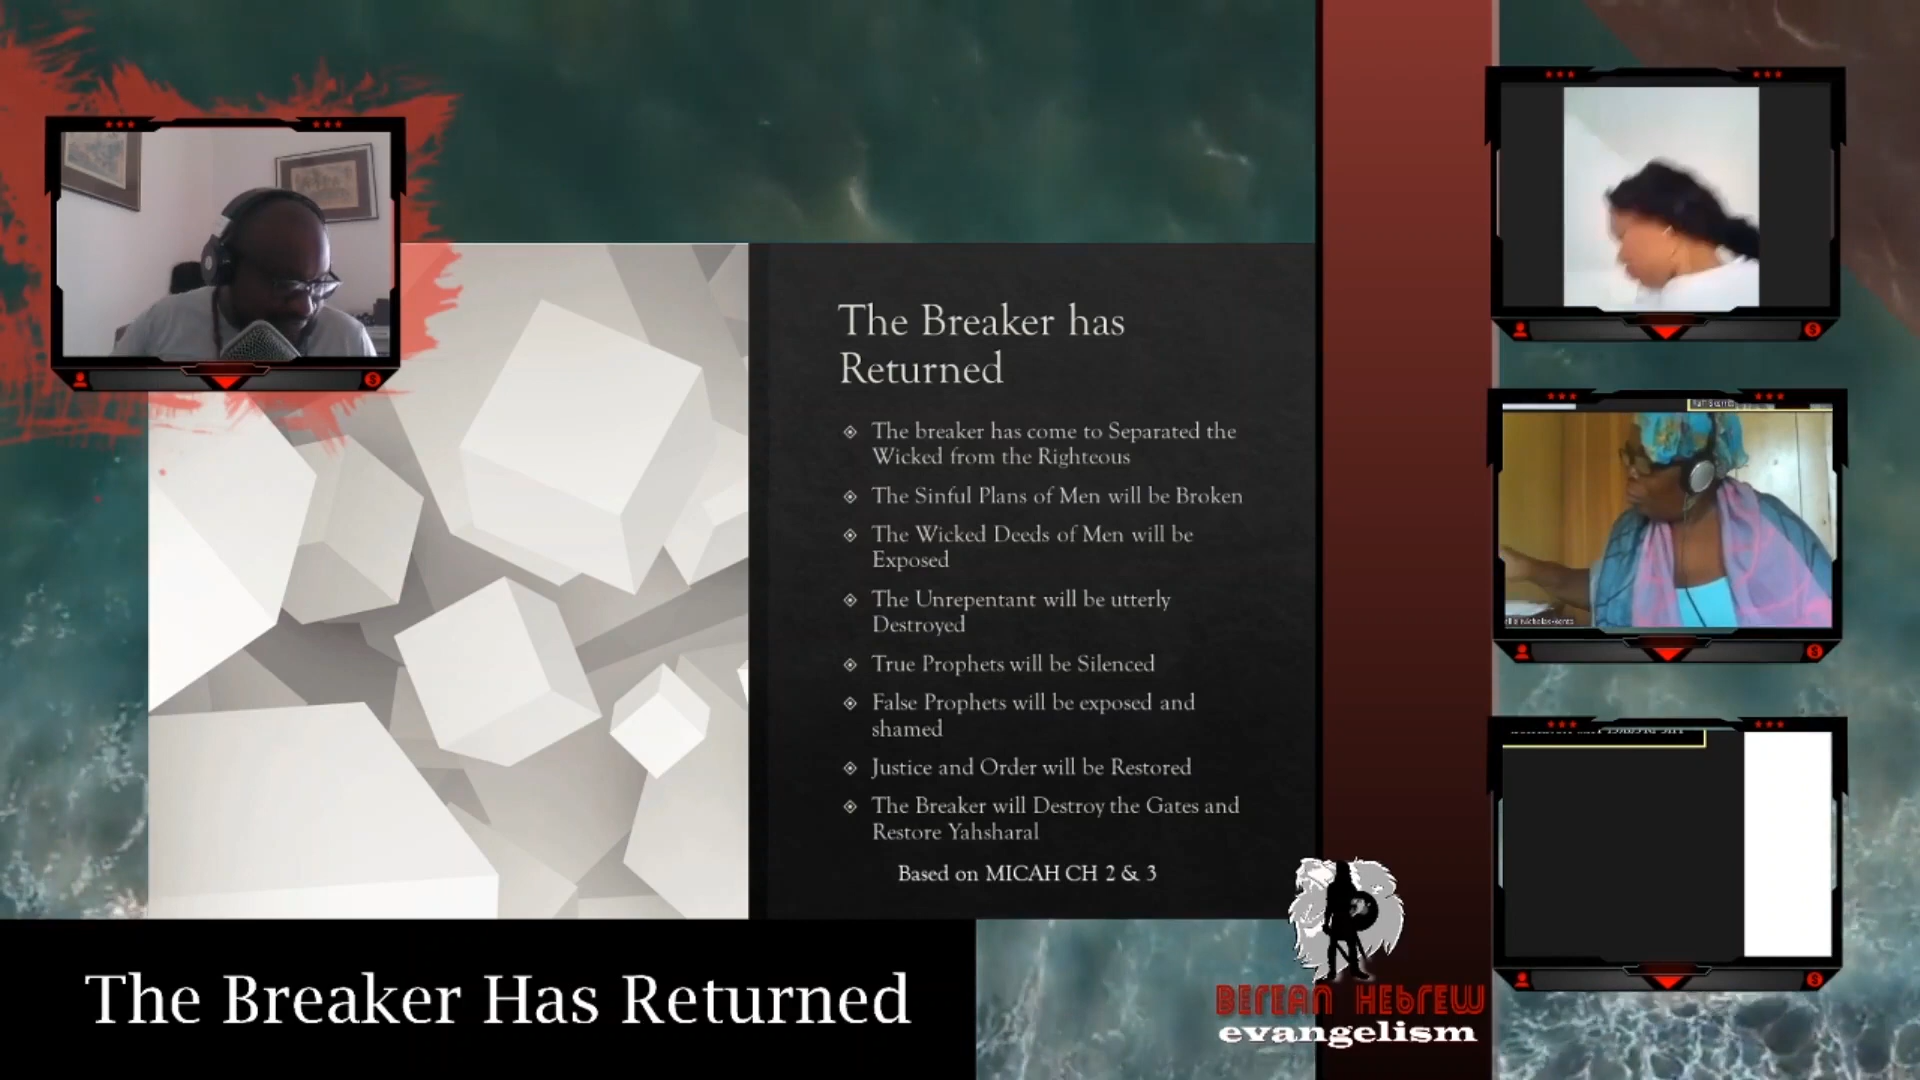 The Breaker has
Returned
The breaker has come to Separated the
Wicked from the Righteous
The Sinful Plans of Men will be Broken
The Wicked Deeds of Men will be
Exposed
The Unrepentant will be utterly
Destroyed
True Prophets will be Silenced
False Prophets will be exposed and
shamed
Justice and Order will be Restored
The Breaker will Destroy the Gates and
Restore Yahsharal
Based on MICAH CH 2 & 3
The Breaker Has Returned
BEREAN HEbREW
evangelism